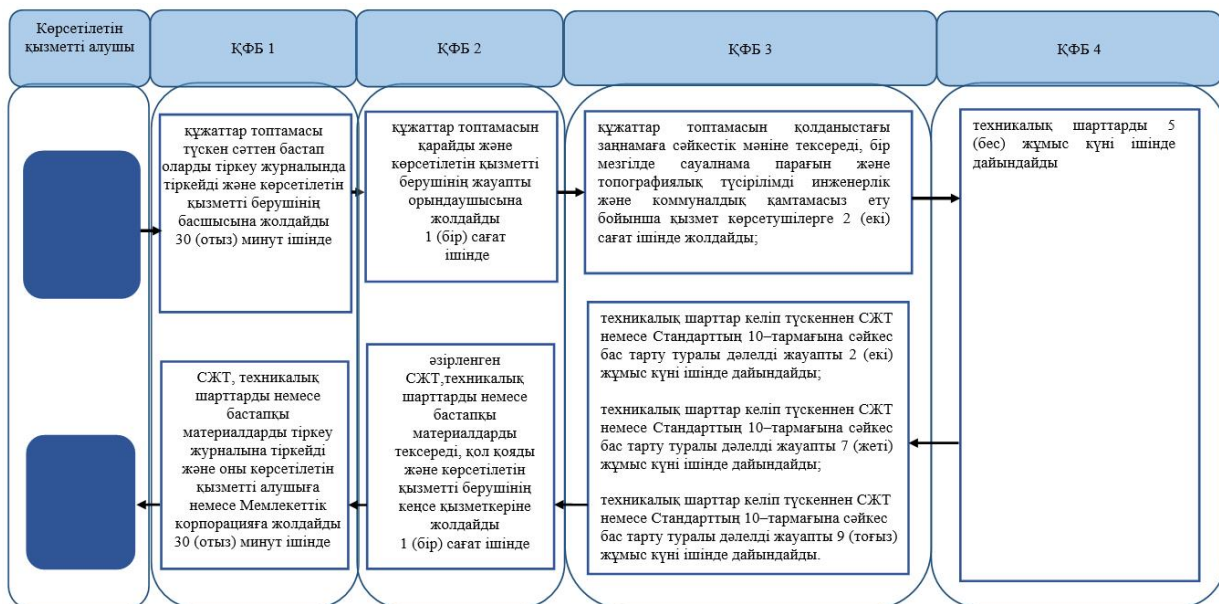 Көрсетілетін
қызметті алушы
ҚФБ 1
ҚФБ 2
ҚФБ 3
ҚФБ 4
құжаттар топтамасы
түскен сәттен бастап
оларды тіркеу журналында
тіркейді және көрсетілетін
қызметті берушінің
басшысына жолдайды
30 (отыз) минут ішінде
құжаттар топтамасын
қарайды және
көрсетілетін қызметті
берушінің жауапты
орындаушысына
жолдайды
1 (бір) сағат
ішінде
құжаттар топтамасын қолданыстағы
заңнамаға сәйкестік мәніне тексереді, бір
мезгілде сауалнама парағын және
топографиялық түсірілімді инженерлік
және коммуналдық қамтамасыз ету
бойынша қызмет көрсетушілерге 2 (екі)
сағат ішінде жолдайды;
техникалық шарттарды 5
(бес) жұмыс күні ішінде
дайындайды
СЖТ, техникалық
шарттарды немесе
бастапқы
материалдарды тіркеу
журналына тіркейді
және оны көрсетілетін
қызметті алушыға
немесе Мемлекеттік
корпорацияға жолдайды
30 (отыз) минут ішінде
әзірленген
СЖТ,техникалық
шарттарды немесе
бастапқы
материалдарды
тексереді, қол қояды
және көрсетілетін
қызметті берушінің
кеңсе қызметкеріне
жолдайды
1 (бір) сағат ішінде
техникалық шарттар келіп түскеннен СЖТ
немесе Стандарттың 10–тармағына сәйкес
бас тарту туралы дәлелді жауапты 2 (екі)
жұмыс күні ішінде дайындайды;
техникалық шарттар келіп түскеннен СЖТ
немесе Стандарттың 10–тармағына сәйкес
бас тарту туралы дәлелді жауапты 7 (жеті)
жұмыс күні ішінде дайындайды;
техникалық шарттар келіп түскеннен СЖТ
немесе Стандарттың 10–тармағына сәйкес
бас тарту туралы дәлелді жауапты 9 (тоғыз)
жұмыс күні ішінде дайындайды.